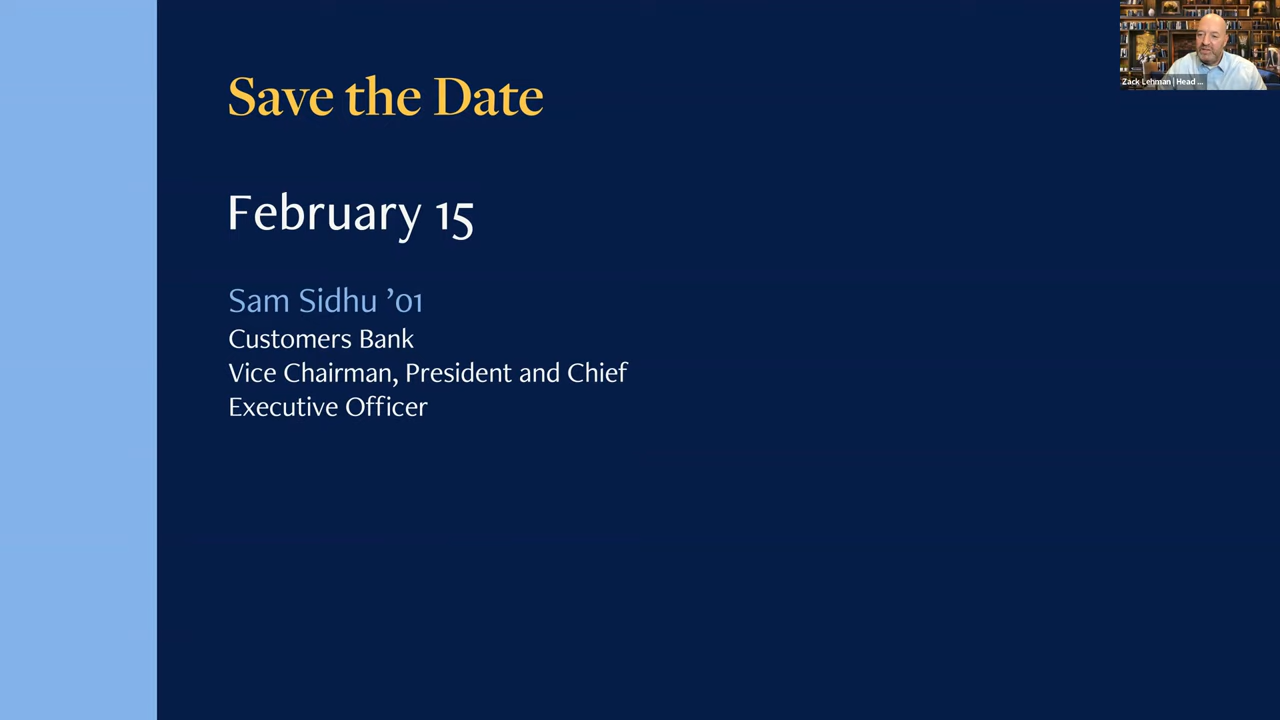 Save the Date
February 15
Sam Sidhu ’01
Customers Bank
Vice Chairman, President and Chief
Executive Officer
Zack Lehman | Head ...